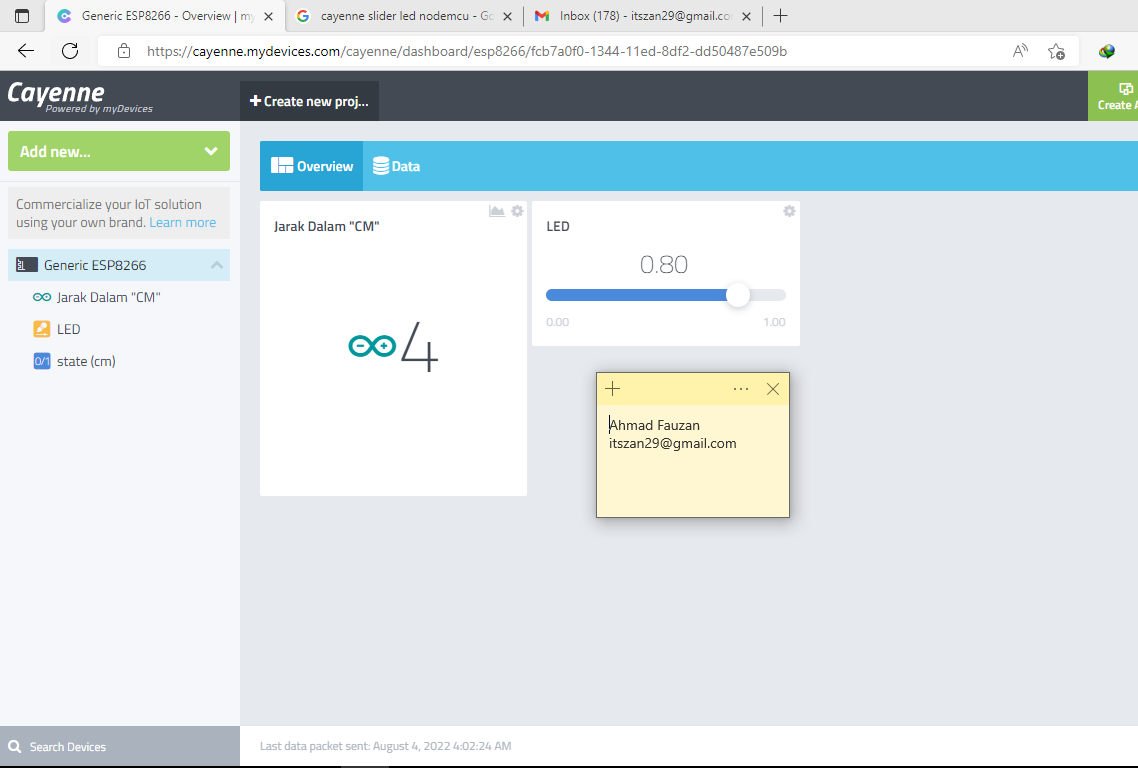 Generic ESP8266 - Overview | my
cayenne slider led nodemcu - Go
Inbox (178) - itszan29@gmail.co
https://cayenne.mydevices.com/cayenne/dashboard/esp8266/fcb7a0f0-1344-11ed-8df2-dd50487e509b
Cayenne
Powered by myDevices
+ Create new proj...
Create A
Add new...
Overview
Data
Commercialize your IoT solution
using your own brand. Learn more
Generic ESP8266
Jarak Dalam "CM"
LED
0/1 state (cm)
Jarak Dalam "CM"
4
LED
0.80
0.00 1.00
Ahmad Fauzan
itszan29@gmail.com
Search Devices
Last data packet sent: August 4, 2022 4:02:24 AM